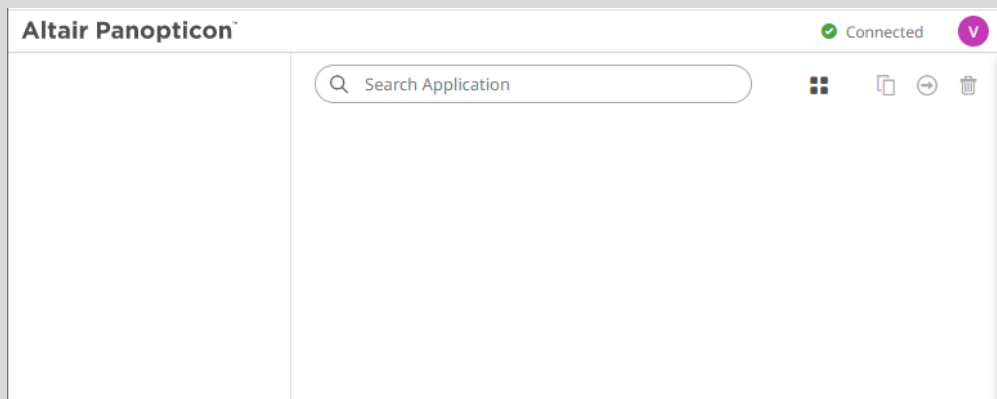 Altair Panopticon™
Connected
V
Search Application